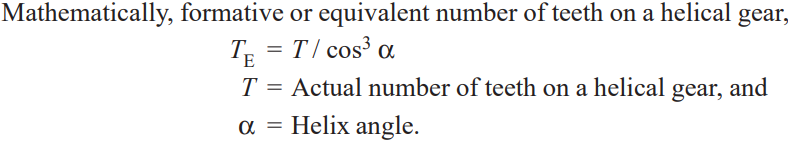 Mathematically, formative or equivalent number of teeth on a helical gear,
T_E = T / cos³ α
T = Actual number of teeth on a helical gear, and
α = Helix angle.